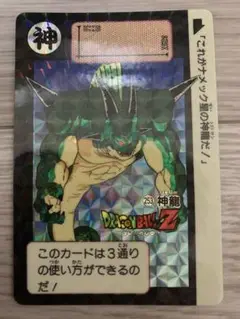 神
「これがナメック星の神龍だ!」
253 神龍
DRAGON BALL Z
このカードは3通り
の使い方ができるの
だ!